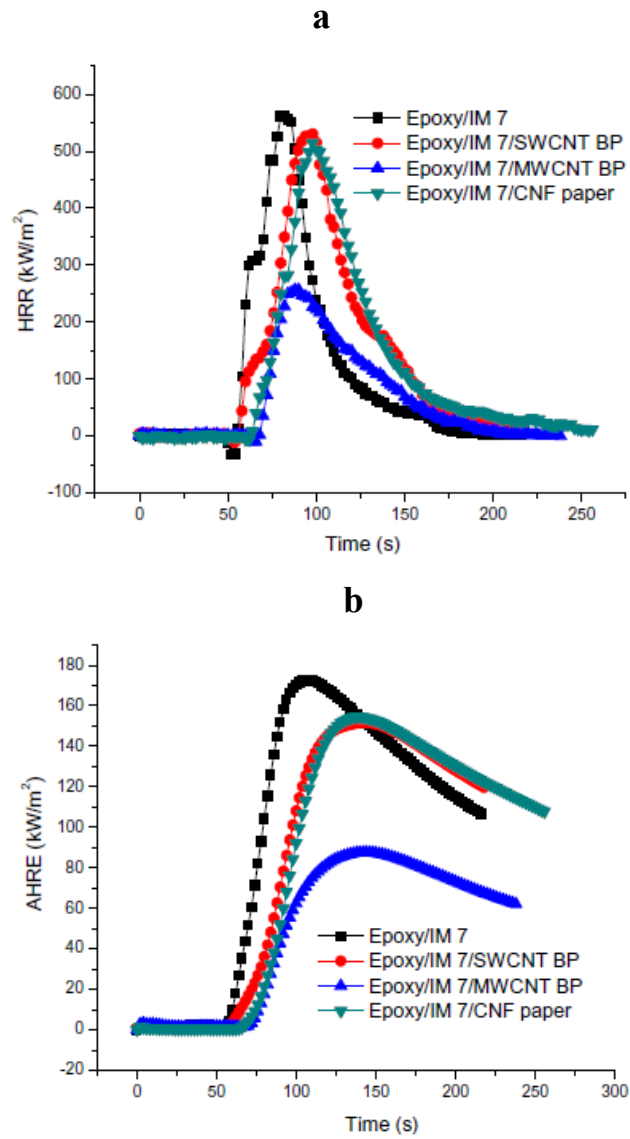 a
600
500
400
300
200
100
0
-100
HRR (kW/m²)
Epoxy/IM 7
Epoxy/IM 7/SWCNT BP
Epoxy/IM 7/MWCNT BP
Epoxy/IM 7/CNF paper
0 50 100 150 200 250
Time (s)
b
180
160
140
120
100
80
60
40
20
0
-20
AHRE (kW/m²)
Epoxy/IM 7
Epoxy/IM 7/SWCNT BP
Epoxy/IM 7/MWCNT BP
Epoxy/IM 7/CNF paper
0 50 100 150 200 250 300
Time (s)